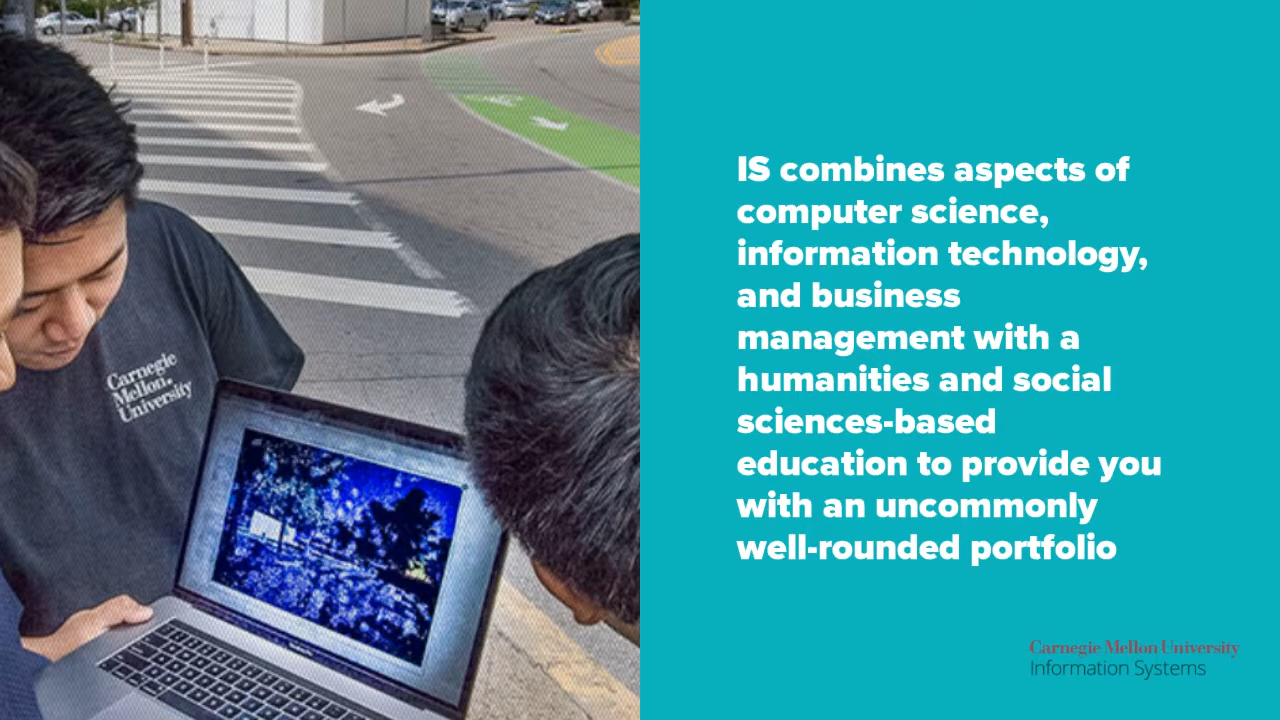 Carnegie
Mellon
University
IS combines aspects of
computer science,
information technology,
and business
management with a
humanities and social
sciences-based
education to provide you
with an uncommonly
well-rounded portfolio
Carnegie Mellon University
Information Systems